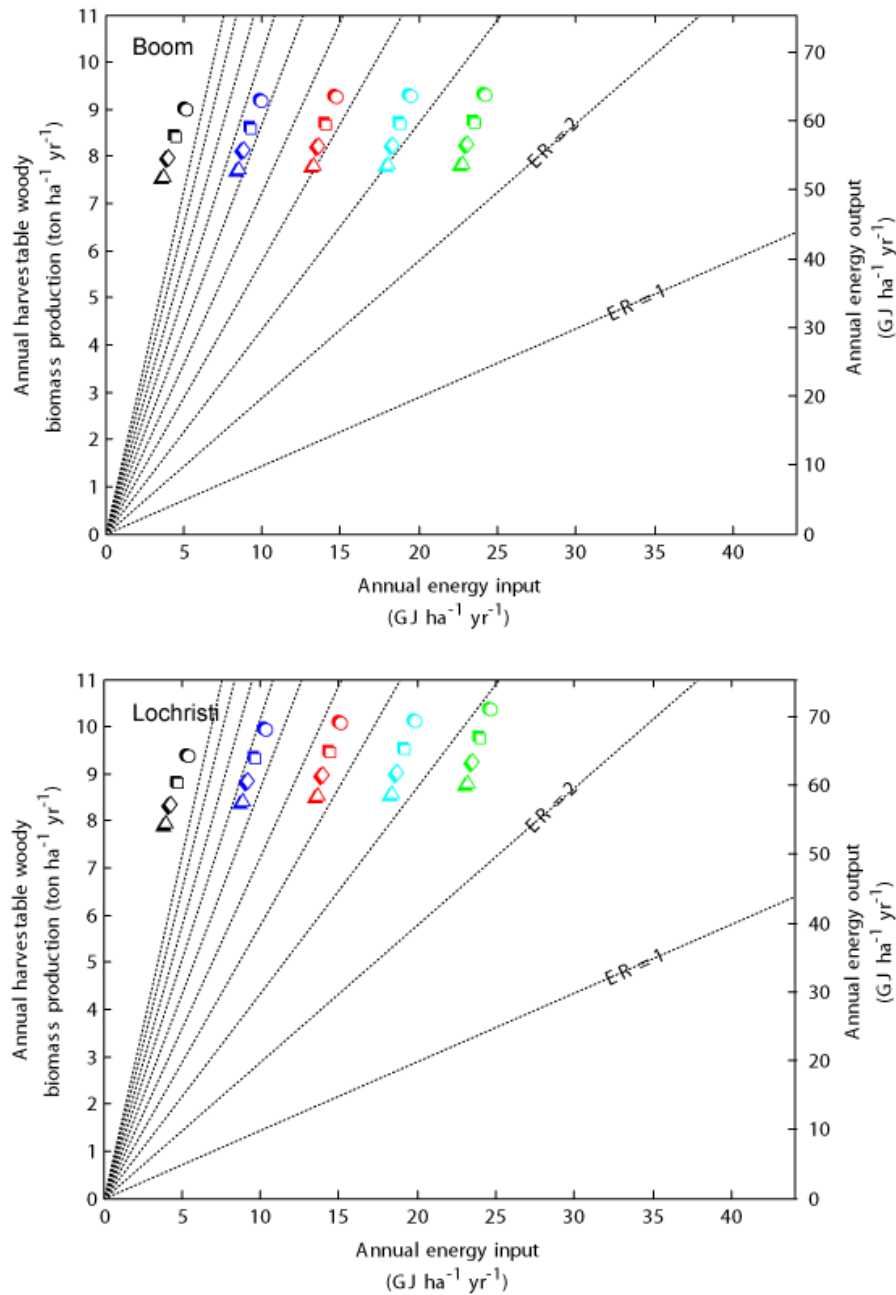 Boom
11
10
9
8
7
6
5
4
3
2
1
0
Annual harvestable woody
biomass production (ton ha⁻¹ yr⁻¹)
ER = 2
ER = 1
70
60
50
40
30
20
10
0
Annual energy output
(GJ ha⁻¹ yr⁻¹)
0 5 10 15 20 25 30 35 40
Annual energy input
(GJ ha⁻¹ yr⁻¹)
Lochristi
11
10
9
8
7
6
5
4
3
2
1
0
Annual harvestable woody
biomass production (ton ha⁻¹ yr⁻¹)
ER = 2
ER = 1
70
60
50
40
30
20
10
0
Annual energy output
(GJ ha⁻¹ yr⁻¹)
0 5 10 15 20 25 30 35 40
Annual energy input
(GJ ha⁻¹ yr⁻¹)